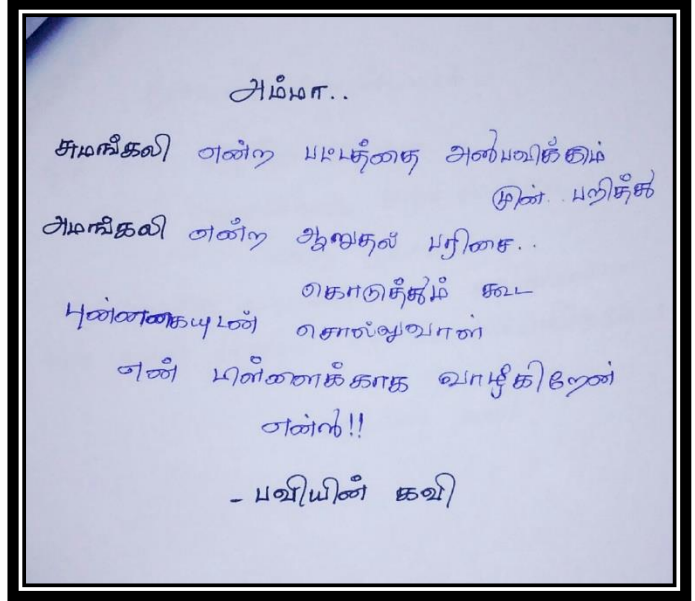 அம்மா..
சுமங்கலி என்ற பட்டத்தை அனுபவிக்கும்
முன் .. பறித்து
அமங்கலி என்ற ஆறுதல் பரிசை..
கொடுத்தும் கூட
புன்னகையுடன் சொல்லுவாள்
என் பிள்ளைக்காக வாழ்கிறேன்
என்று!!
- பவியின் கவி